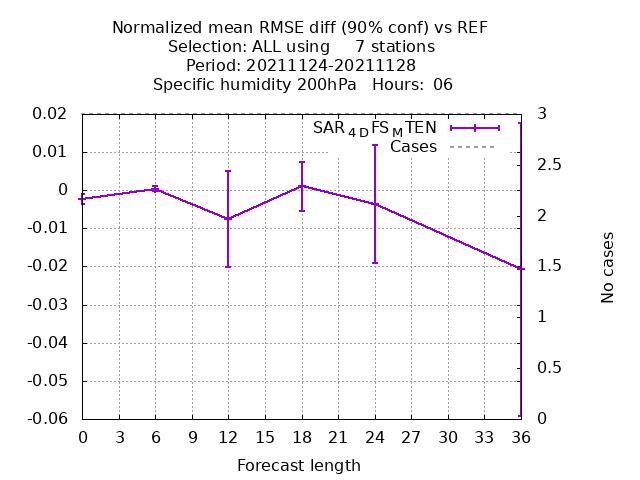 Normalized mean RMSE diff (90% conf) vs REF
Selection: ALL using     7 stations
Period: 20211124-20211128
Specific humidity 200hPa   Hours:  06
SAR4DFSMTEN
Cases
0.02
0.01
0
-0.01
-0.02
-0.03
-0.04
-0.05
-0.06
3
2.5
2
1.5
1
0.5
0
No cases
0 3 6 9 12 15 18 21 24 27 30 33 36
Forecast length